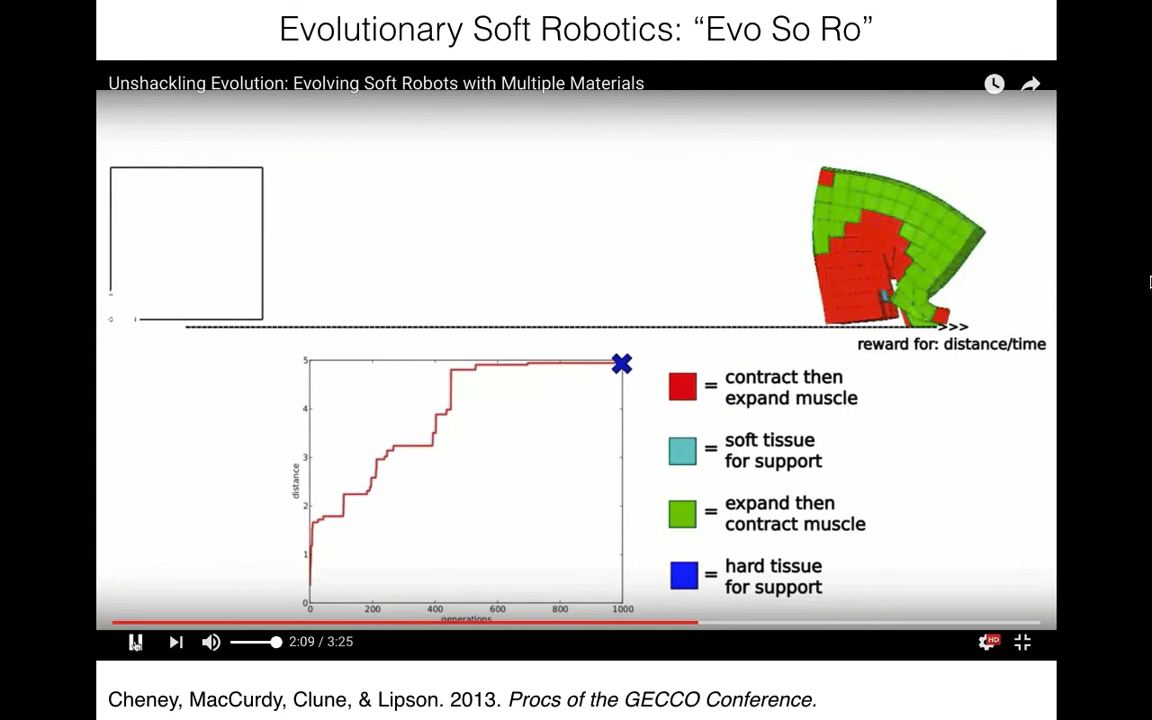 Evolutionary Soft Robotics: “Evo So Ro”
Unshackling Evolution: Evolving Soft Robots with Multiple Materials
>>>
reward for: distance/time
5
4
3
2
1
0
distance
0 200 400 600 800 1000
generations
= contract then
expand muscle
= soft tissue
for support
= expand then
contract muscle
= hard tissue
for support
2:09 / 3:25
HD
Cheney, MacCurdy, Clune, & Lipson. 2013. Procs of the GECCO Conference.